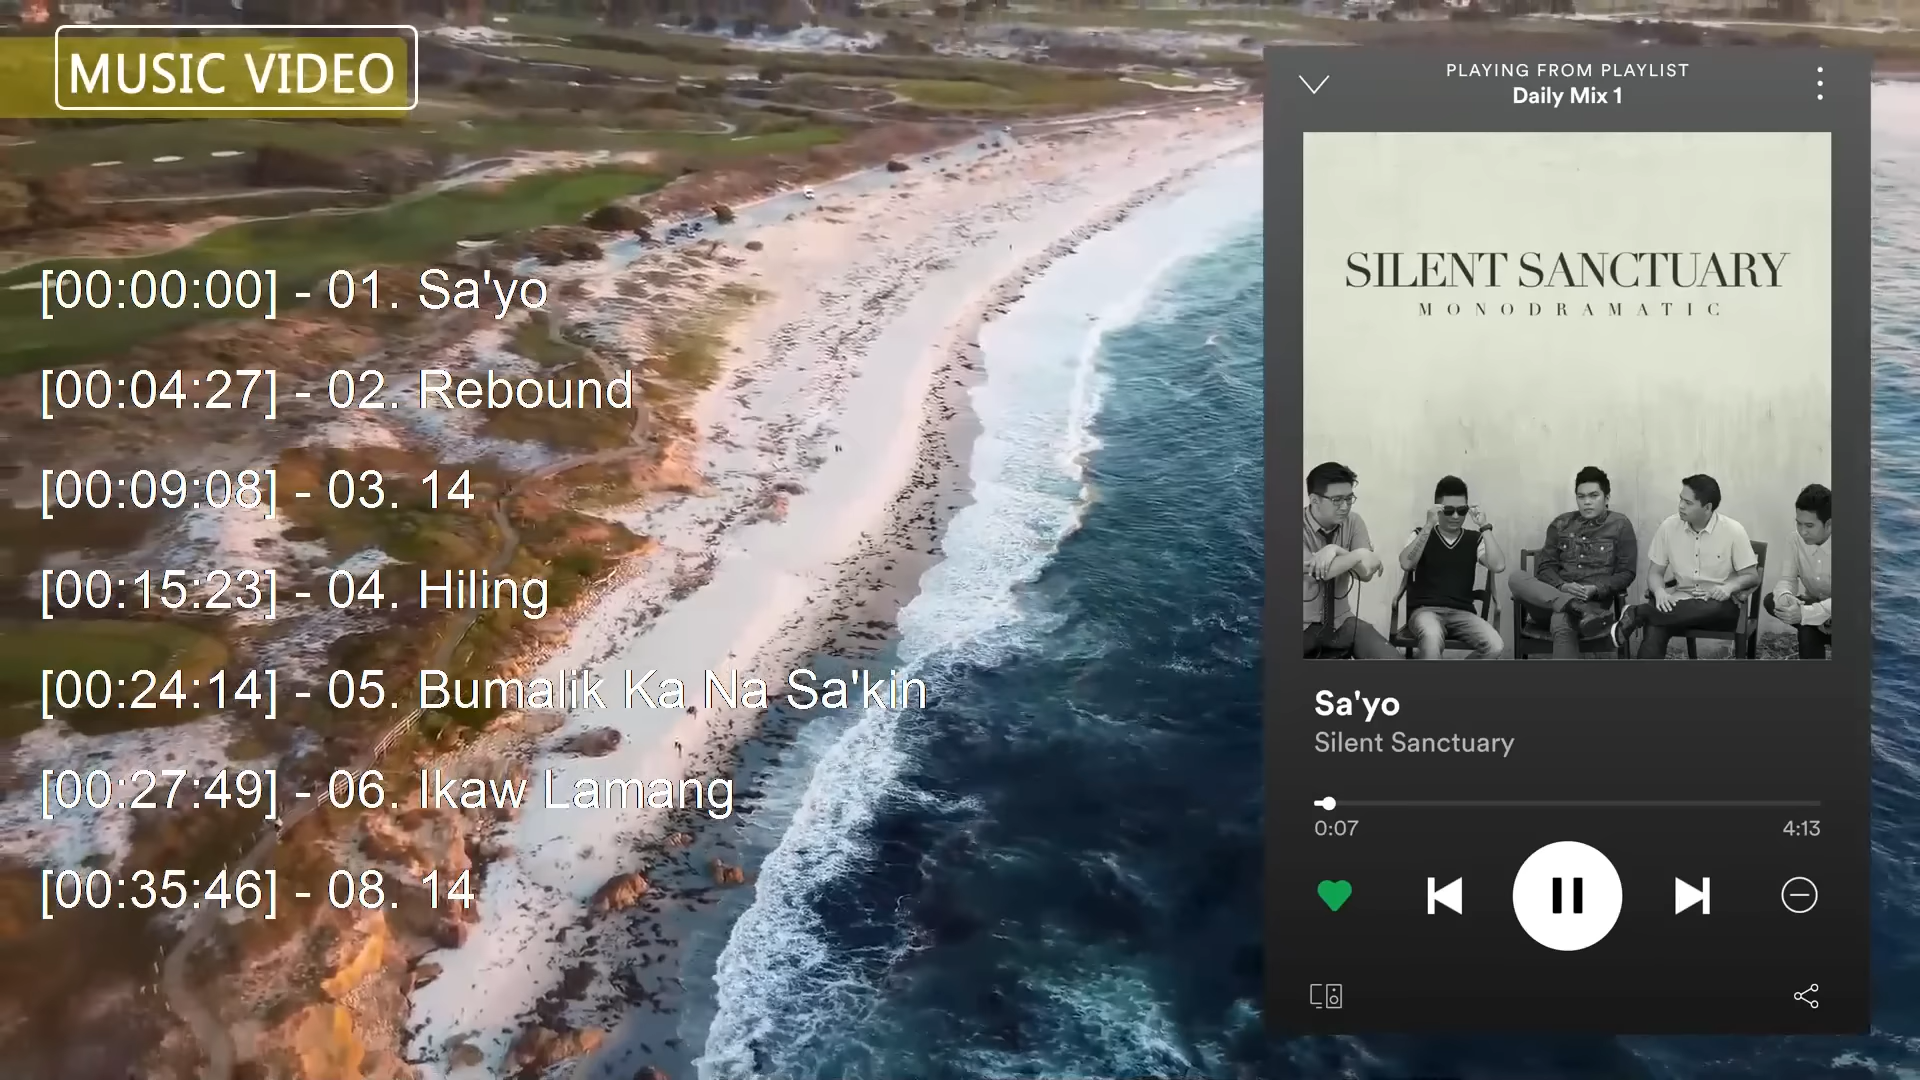 MUSIC VIDEO
[00:00:00] - 01. Sa'yo
[00:04:27] - 02. Rebound
[00:09:08] - 03. 14
[00:15:23] - 04. Hiling
[00:24:14] - 05. Bumalik Ka Na Sa'kin
[00:27:49] - 06. Ikaw Lamang
[00:35:46] - 08. 14
PLAYING FROM PLAYLIST
Daily Mix 1
SILENT SANCTUARY
MONODRAMATIC
Sa'yo
Silent Sanctuary
0:07 4:13